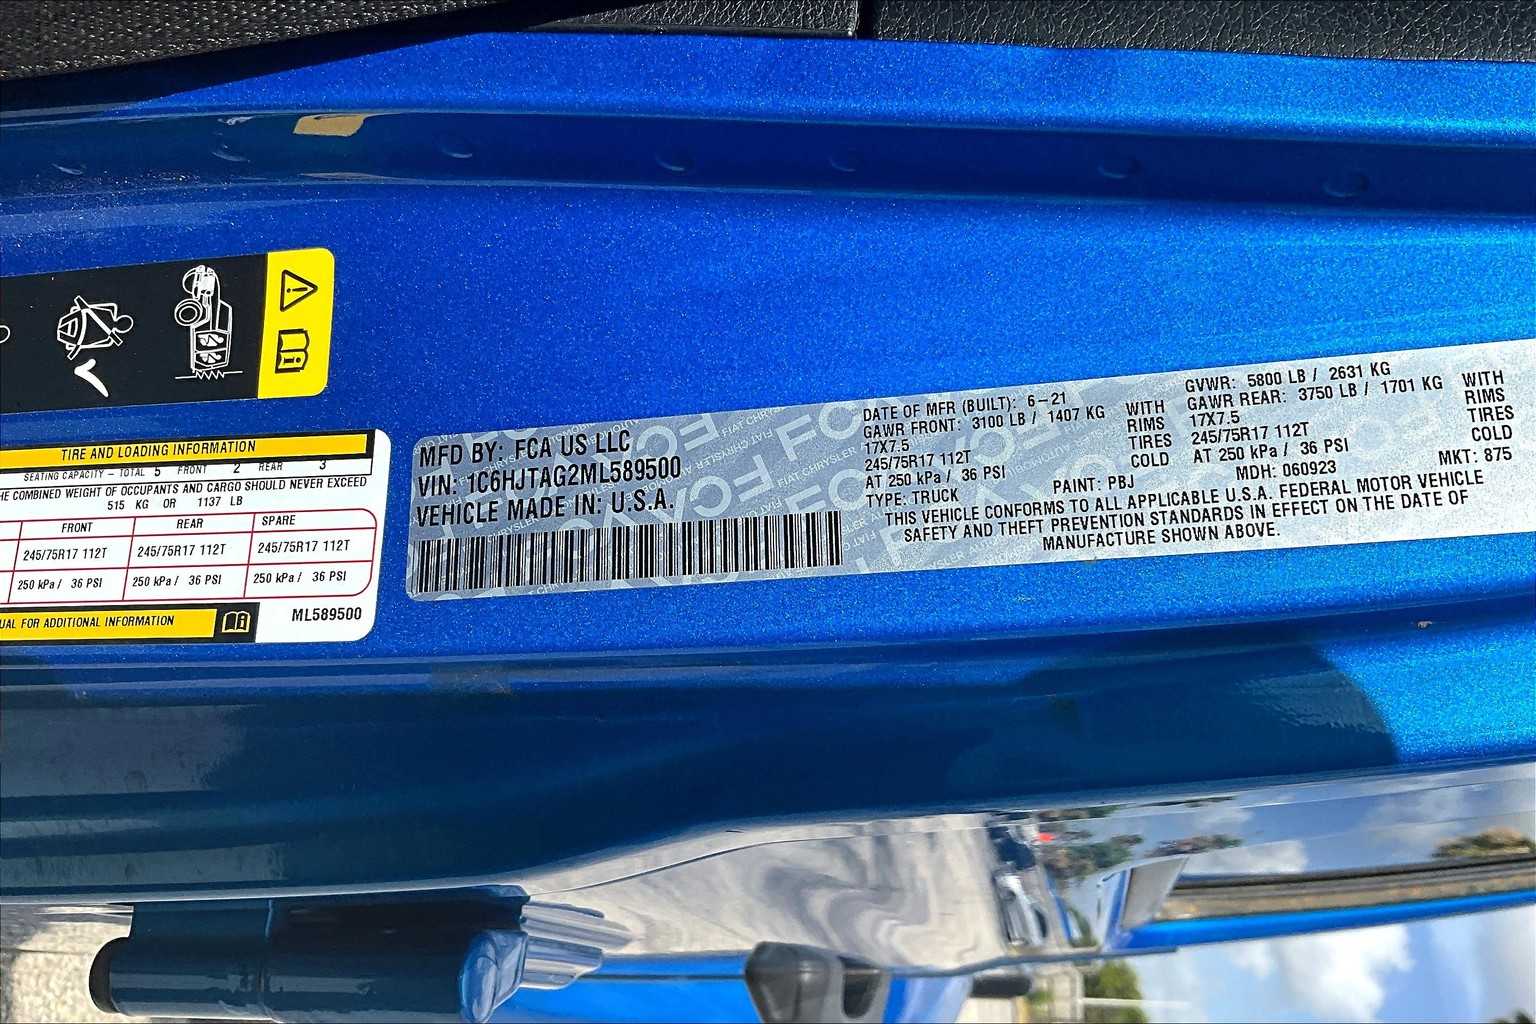 TIRE AND LOADING INFORMATION
SEATING CAPACITY - TOTAL 5 FRONT 2 REAR 3
COMBINED WEIGHT OF OCCUPANTS AND CARGO SHOULD NEVER EXCEED
515 KG OR 1137 LB
FRONT REAR SPARE
245/75R17 112T 245/75R17 112T 245/75R17 112T
250 kPa / 36 PSI 250 kPa / 36 PSI 250 kPa / 36 PSI
FOR ADDITIONAL INFORMATION
ML589500
MFD BY: FCA US LLC
VIN: 1C6HJTAG2ML589500
VEHICLE MADE IN: U.S.A.
DATE OF MFR (BUILT): 6-21
GAWR FRONT: 3100 LB / 1407 KG WITH
17X7.5 RIMS
245/75R17 112T TIRES
AT 250 kPa / 36 PSI COLD
TYPE: TRUCK
GVWR: 5800 LB / 2631 KG
GAWR REAR: 3750 LB / 1701 KG WITH
17X7.5 RIMS
245/75R17 112T TIRES
AT 250 kPa / 36 PSI COLD
PAINT: PBJ
MDH: 060923
MKT: 875
THIS VEHICLE CONFORMS TO ALL APPLICABLE U.S.A. FEDERAL MOTOR VEHICLE
SAFETY AND THEFT PREVENTION STANDARDS IN EFFECT ON THE DATE OF
MANUFACTURE SHOWN ABOVE.